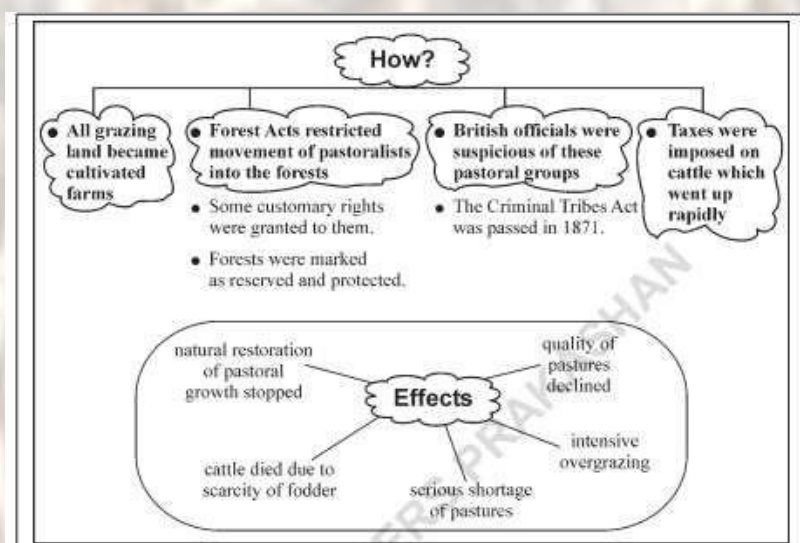 How?
• All grazing
land became
cultivated
farms
• Forest Acts restricted
movement of pastoralists
into the forests
• Some customary rights
were granted to them.
• Forests were marked
as reserved and protected.
• British officials were
suspicious of these
pastoral groups
• The Criminal Tribes Act
was passed in 1871.
• Taxes were
imposed on
cattle which
went up
rapidly
Effects
natural restoration
of pastoral
growth stopped
quality of
pastures
declined
cattle died due to
scarcity of fodder
serious shortage
of pastures
intensive
overgrazing
ERS PRAKASHAN